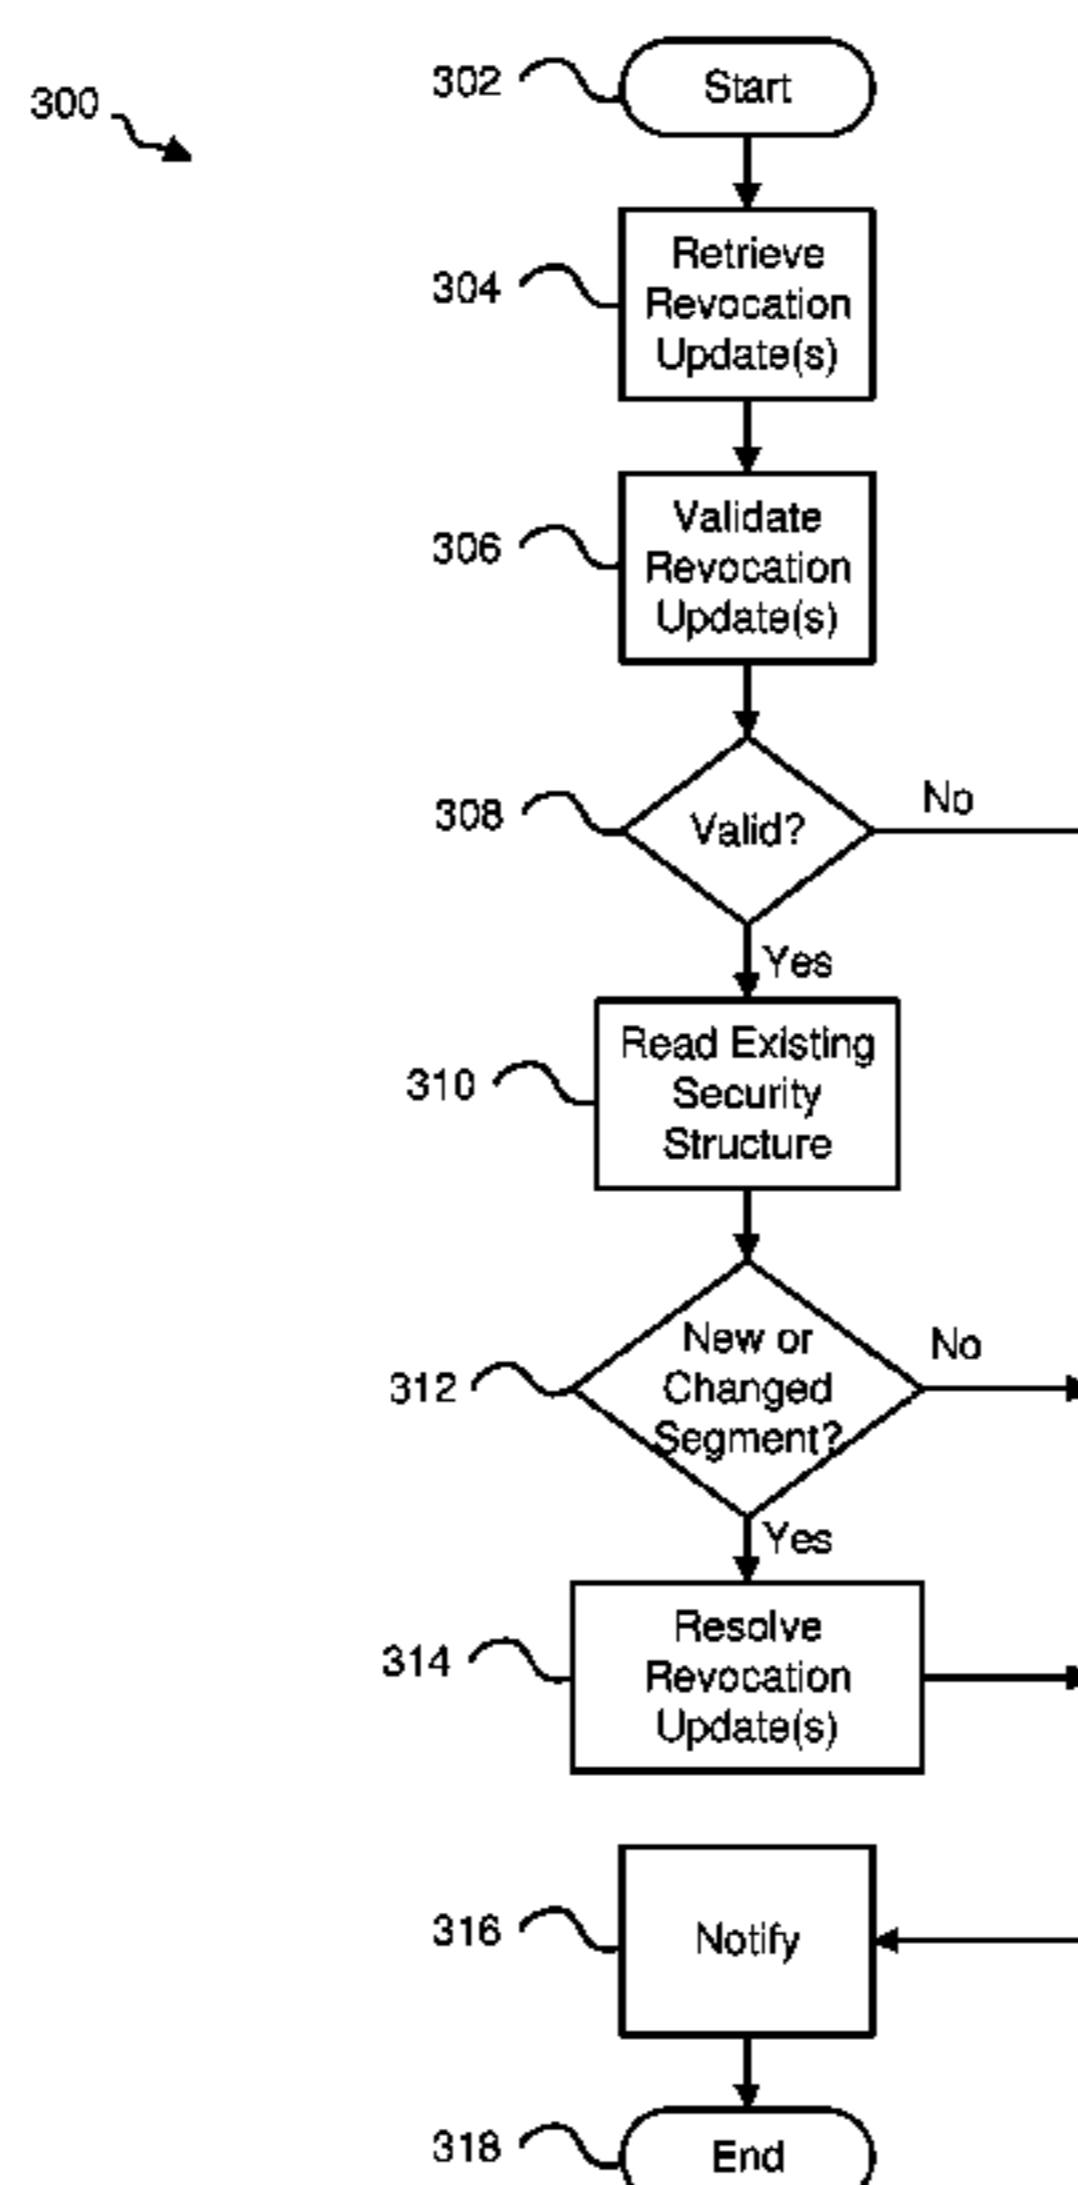 300
302
Start
304
Retrieve
Revocation
Update(s)
306
Validate
Revocation
Update(s)
308
Valid?
No
Yes
310
Read Existing
Security
Structure
312
New or
Changed
Segment?
No
Yes
314
Resolve
Revocation
Update(s)
316
Notify
318
End